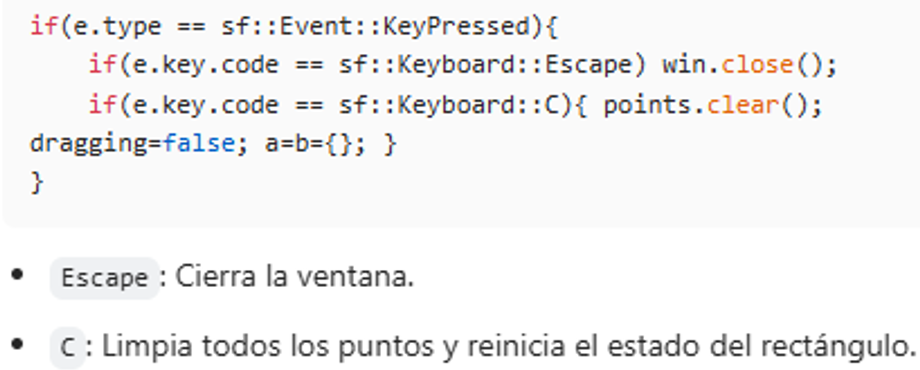 if(e.type == sf::Event::KeyPressed){
    if(e.key.code == sf::Keyboard::Escape) win.close();
    if(e.key.code == sf::Keyboard::C){ points.clear();
dragging=false; a=b={}; }
}
• Escape: Cierra la ventana.
• C: Limpia todos los puntos y reinicia el estado del rectángulo.